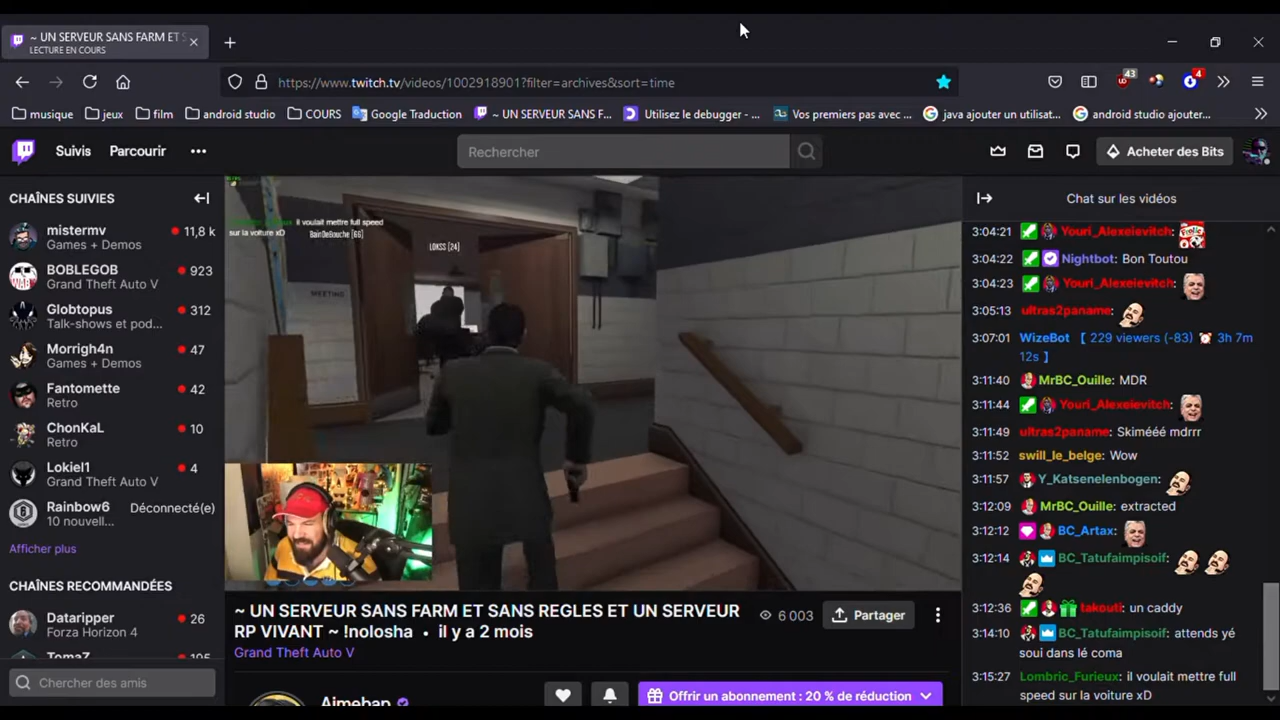 ~ UN SERVEUR SANS FARM ET S
LECTURE EN COURS
https://www.twitch.tv/videos/1002918901?filter=archives&sort=time
43
4
musique
jeux
film
android studio
COURS
Google Traduction
~ UN SERVEUR SANS F...
Utilisez le debugger - ...
Vos premiers pas avec ...
java ajouter un utilisat...
android studio ajouter...
Suivis
Parcourir
Rechercher
Acheter des Bits
CHAÎNES SUIVIES
mistermv
11,8 k
Games + Demos
BOBLEGOB
923
Grand Theft Auto V
Globtopus
312
Talk-shows et pod...
Morrigh4n
47
Games + Demos
Fantomette
42
Retro
ChonKaL
10
Retro
Lokiel1
4
Grand Theft Auto V
Rainbow6
Déconnecté(e)
10 nouvell...
Afficher plus
CHAÎNES RECOMMANDÉES
Dataripper
26
Forza Horizon 4
TomaZ
195
Chercher des amis
il voulait mettre full speed
sur la voiture xD
BainDeBouche [66]
LOKSS [24]
MEETING
~ UN SERVEUR SANS FARM ET SANS REGLES ET UN SERVEUR
RP VIVANT ~ !nolosha • il y a 2 mois
Grand Theft Auto V
6 003
Partager
Aimeban
Offrir un abonnement : 20 % de réduction
Chat sur les vidéos
3:04:21 Youri_Alexeievitch:
3:04:22 Nightbot: Bon Toutou
3:04:23 Youri_Alexeievitch:
3:05:13 ultras2paname:
3:07:01 WizeBot 【 229 viewers (-83) ⏰ 3h 7m
12s 】
3:11:40 MrBC_Ouille: MDR
3:11:44 Youri_Alexeievitch:
3:11:49 ultras2paname: Skimééé mdrrr
3:11:52 swill_le_belge: Wow
3:11:57 Y_Katsenelenbogen:
3:12:09 MrBC_Ouille: extracted
3:12:12 BC_Artax:
3:12:14 BC_Tatufaimpisoif:
3:12:36 takouti: un caddy
3:14:10 BC_Tatufaimpisoif: attends yé
soui dans lé coma
3:15:27 Lombric_Furieux: il voulait mettre full
speed sur la voiture xD